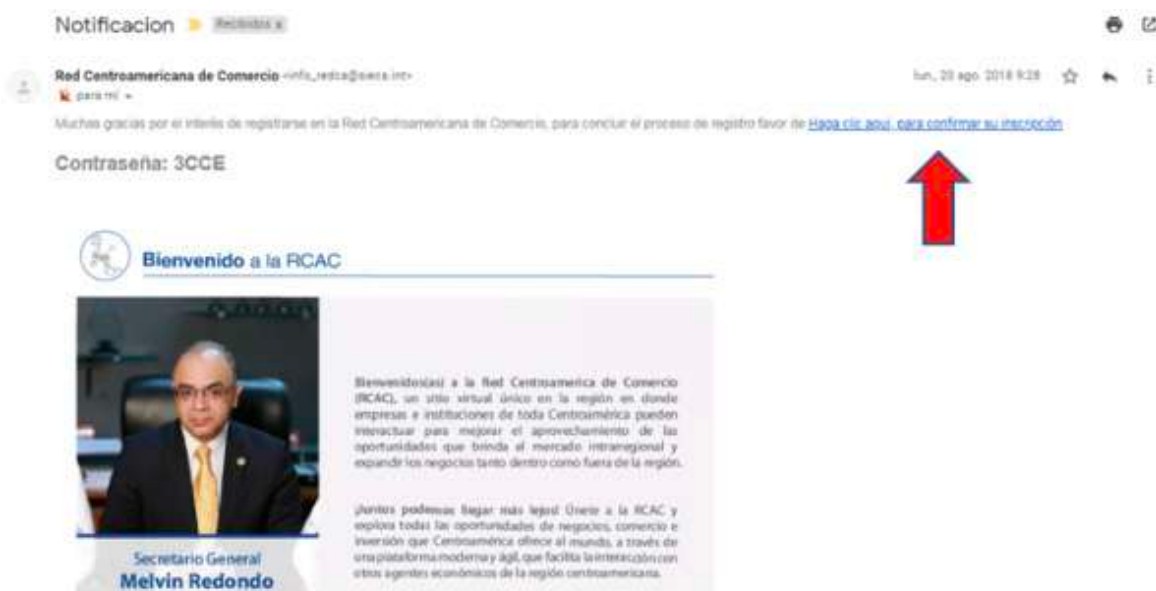 Notificacion
Recibidos x
Red Centroamericana de Comercio <info_redca@sieca.int>
lun., 20 ago. 2018 9:28
para mí
Muchas gracias por el interés de registrarse en la Red Centroamericana de Comercio, para concluir el proceso de registro favor de Haga clic aquí, para confirmar su inscripción
Contraseña: 3CCE
Bienvenido a la RCAC
Bienvenidos(as) a la Red Centroamerica de Comercio
(RCAC), un sitio virtual único en la región en donde
empresas e instituciones de toda Centroamérica pueden
interactuar para mejorar el aprovechamiento de las
oportunidades que brinda el mercado intrarregional y
expandir los negocios tanto dentro como fuera de la región.
¡Juntos podemos llegar más lejos! Únete a la RCAC y
explora todas las oportunidades de negocios, comercio e
inversión que Centroamérica ofrece al mundo, a través de
una plataforma moderna y ágil, que facilita la interacción con
otros agentes económicos de la región centroamericana.
Secretario General
Melvin Redondo